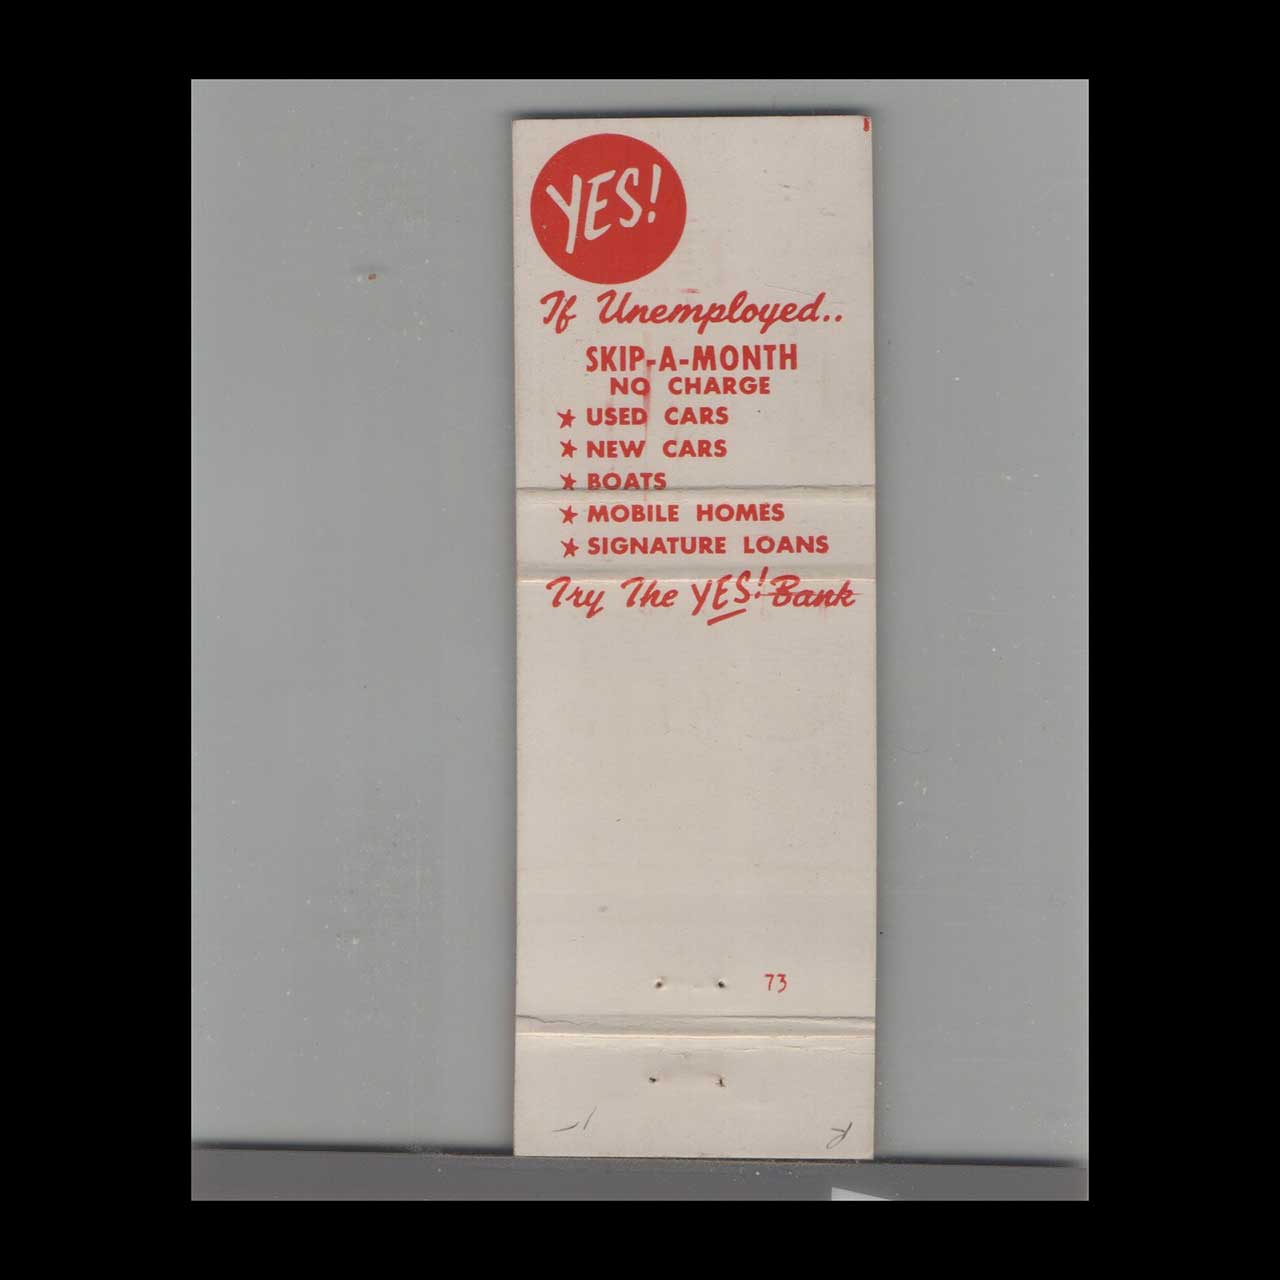 YES!
If Unemployed..
SKIP-A-MONTH
NO CHARGE
★ USED CARS
★ NEW CARS
★ BOATS
★ MOBILE HOMES
★ SIGNATURE LOANS
Try The YES! Bank
73
R